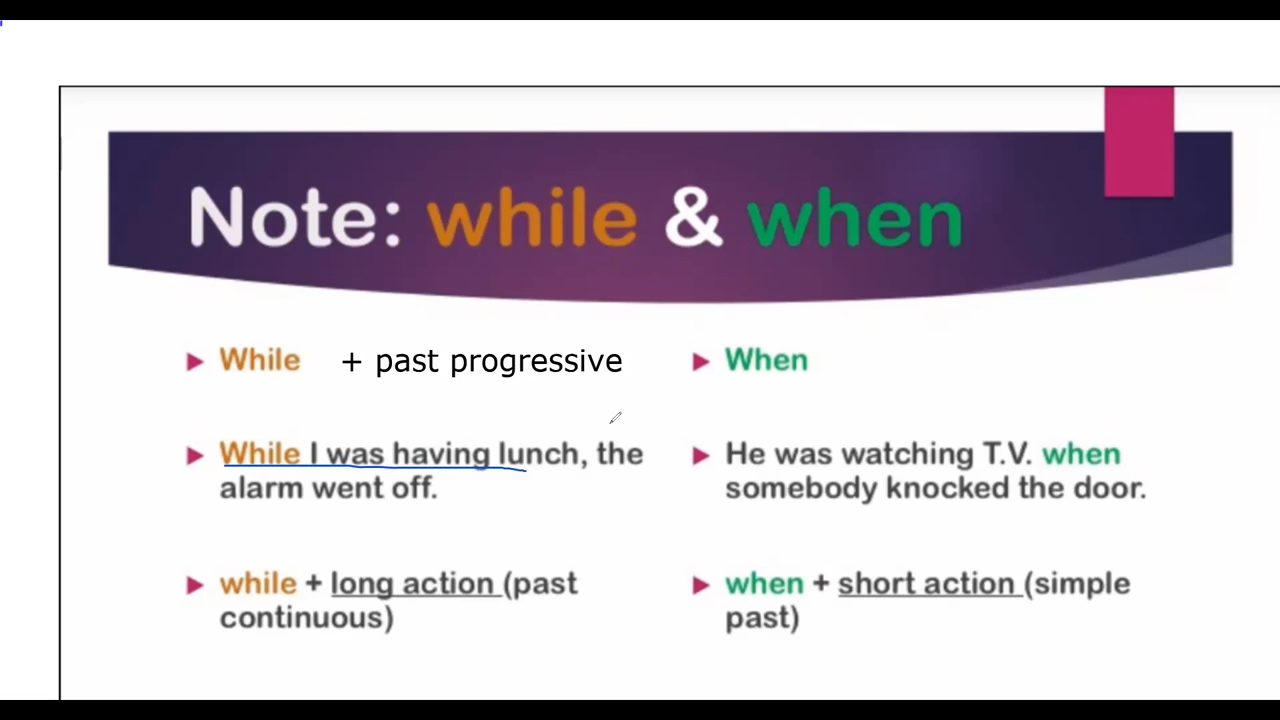 Note: while & when
While + past progressive
While I was having lunch, the
alarm went off.
while + long action (past
continuous)
When
He was watching T.V. when
somebody knocked the door.
when + short action (simple
past)